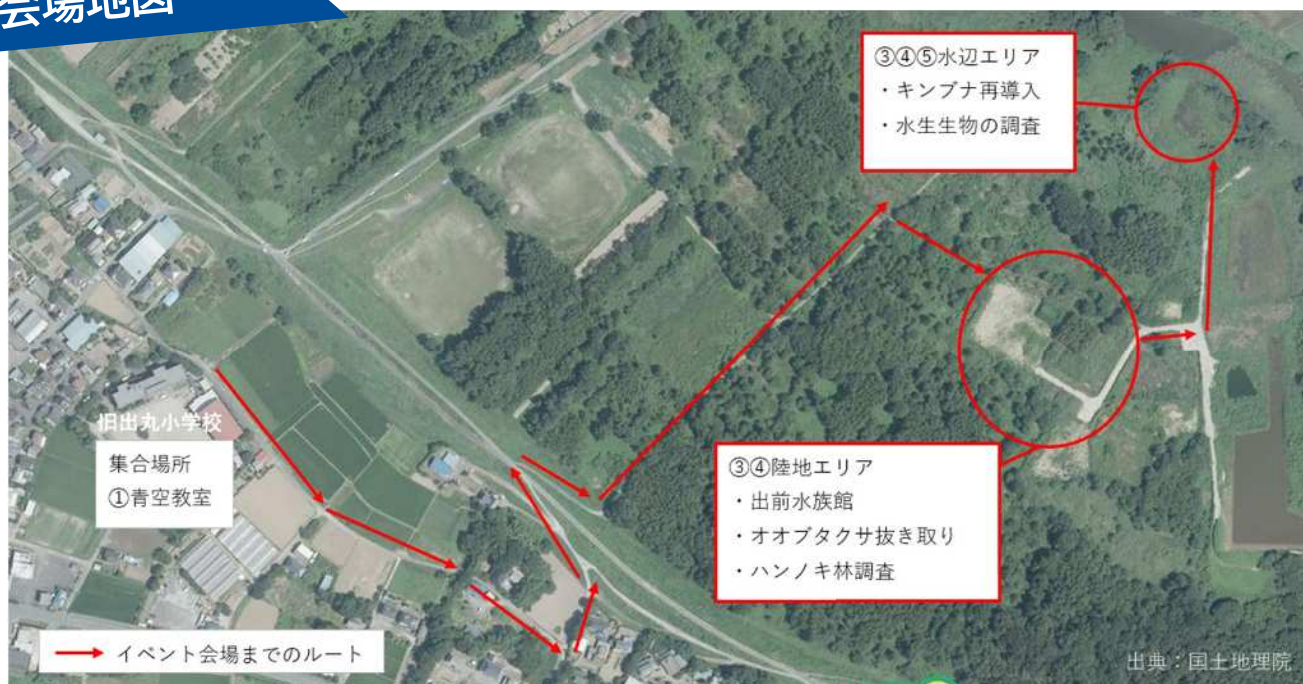 会場地図
③④⑤水辺エリア
・キンブナ再導入
・水生生物の調査
旧出丸小学校
集合場所
①青空教室
③④陸地エリア
・出前水族館
・オオブタクサ抜き取り
・ハンノキ林調査
イベント会場までのルート
出典：国土地理院